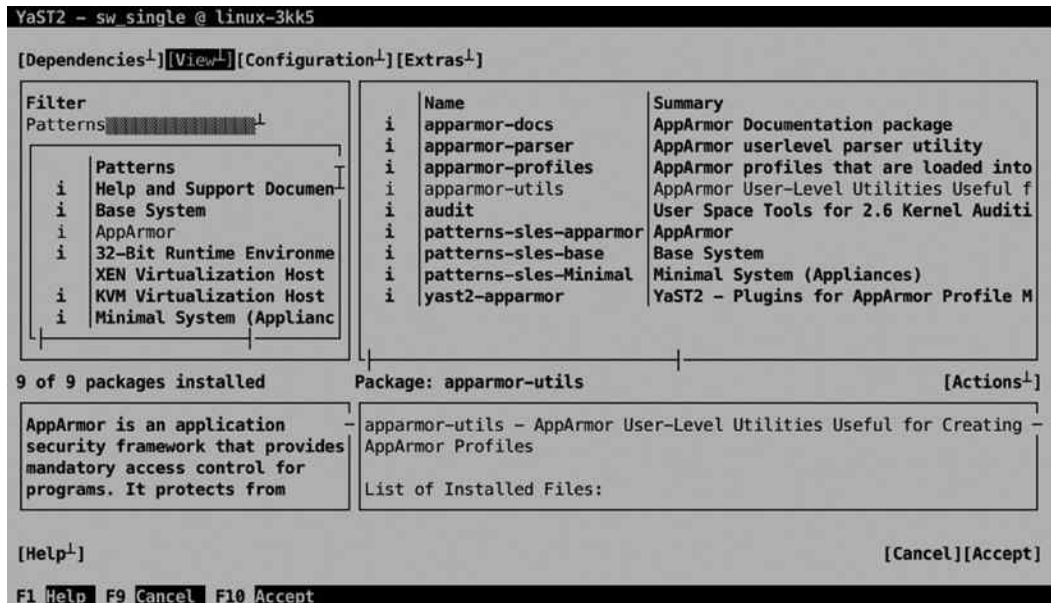 YaST2 – sw_single @ linux-3kk5
[Dependencies┴][View┴][Configuration┴][Extras┴]
Filter
Patterns
Patterns
i Help and Support Documen
i Base System
i AppArmor
i 32-Bit Runtime Environme
XEN Virtualization Host
i KVM Virtualization Host
i Minimal System (Applianc
Name Summary
i apparmor-docs AppArmor Documentation package
i apparmor-parser AppArmor userlevel parser utility
i apparmor-profiles AppArmor profiles that are loaded into
i apparmor-utils AppArmor User-Level Utilities Useful f
i audit User Space Tools for 2.6 Kernel Auditi
i patterns-sles-apparmor AppArmor
i patterns-sles-base Base System
i patterns-sles-Minimal Minimal System (Appliances)
i yast2-apparmor YaST2 – Plugins for AppArmor Profile M
9 of 9 packages installed
Package: apparmor-utils [Actions┴]
AppArmor is an application
security framework that provides
mandatory access control for
programs. It protects from
apparmor-utils – AppArmor User-Level Utilities Useful for Creating
AppArmor Profiles
List of Installed Files:
[Help┴] [Cancel][Accept]
F1 Help F9 Cancel F10 Accept